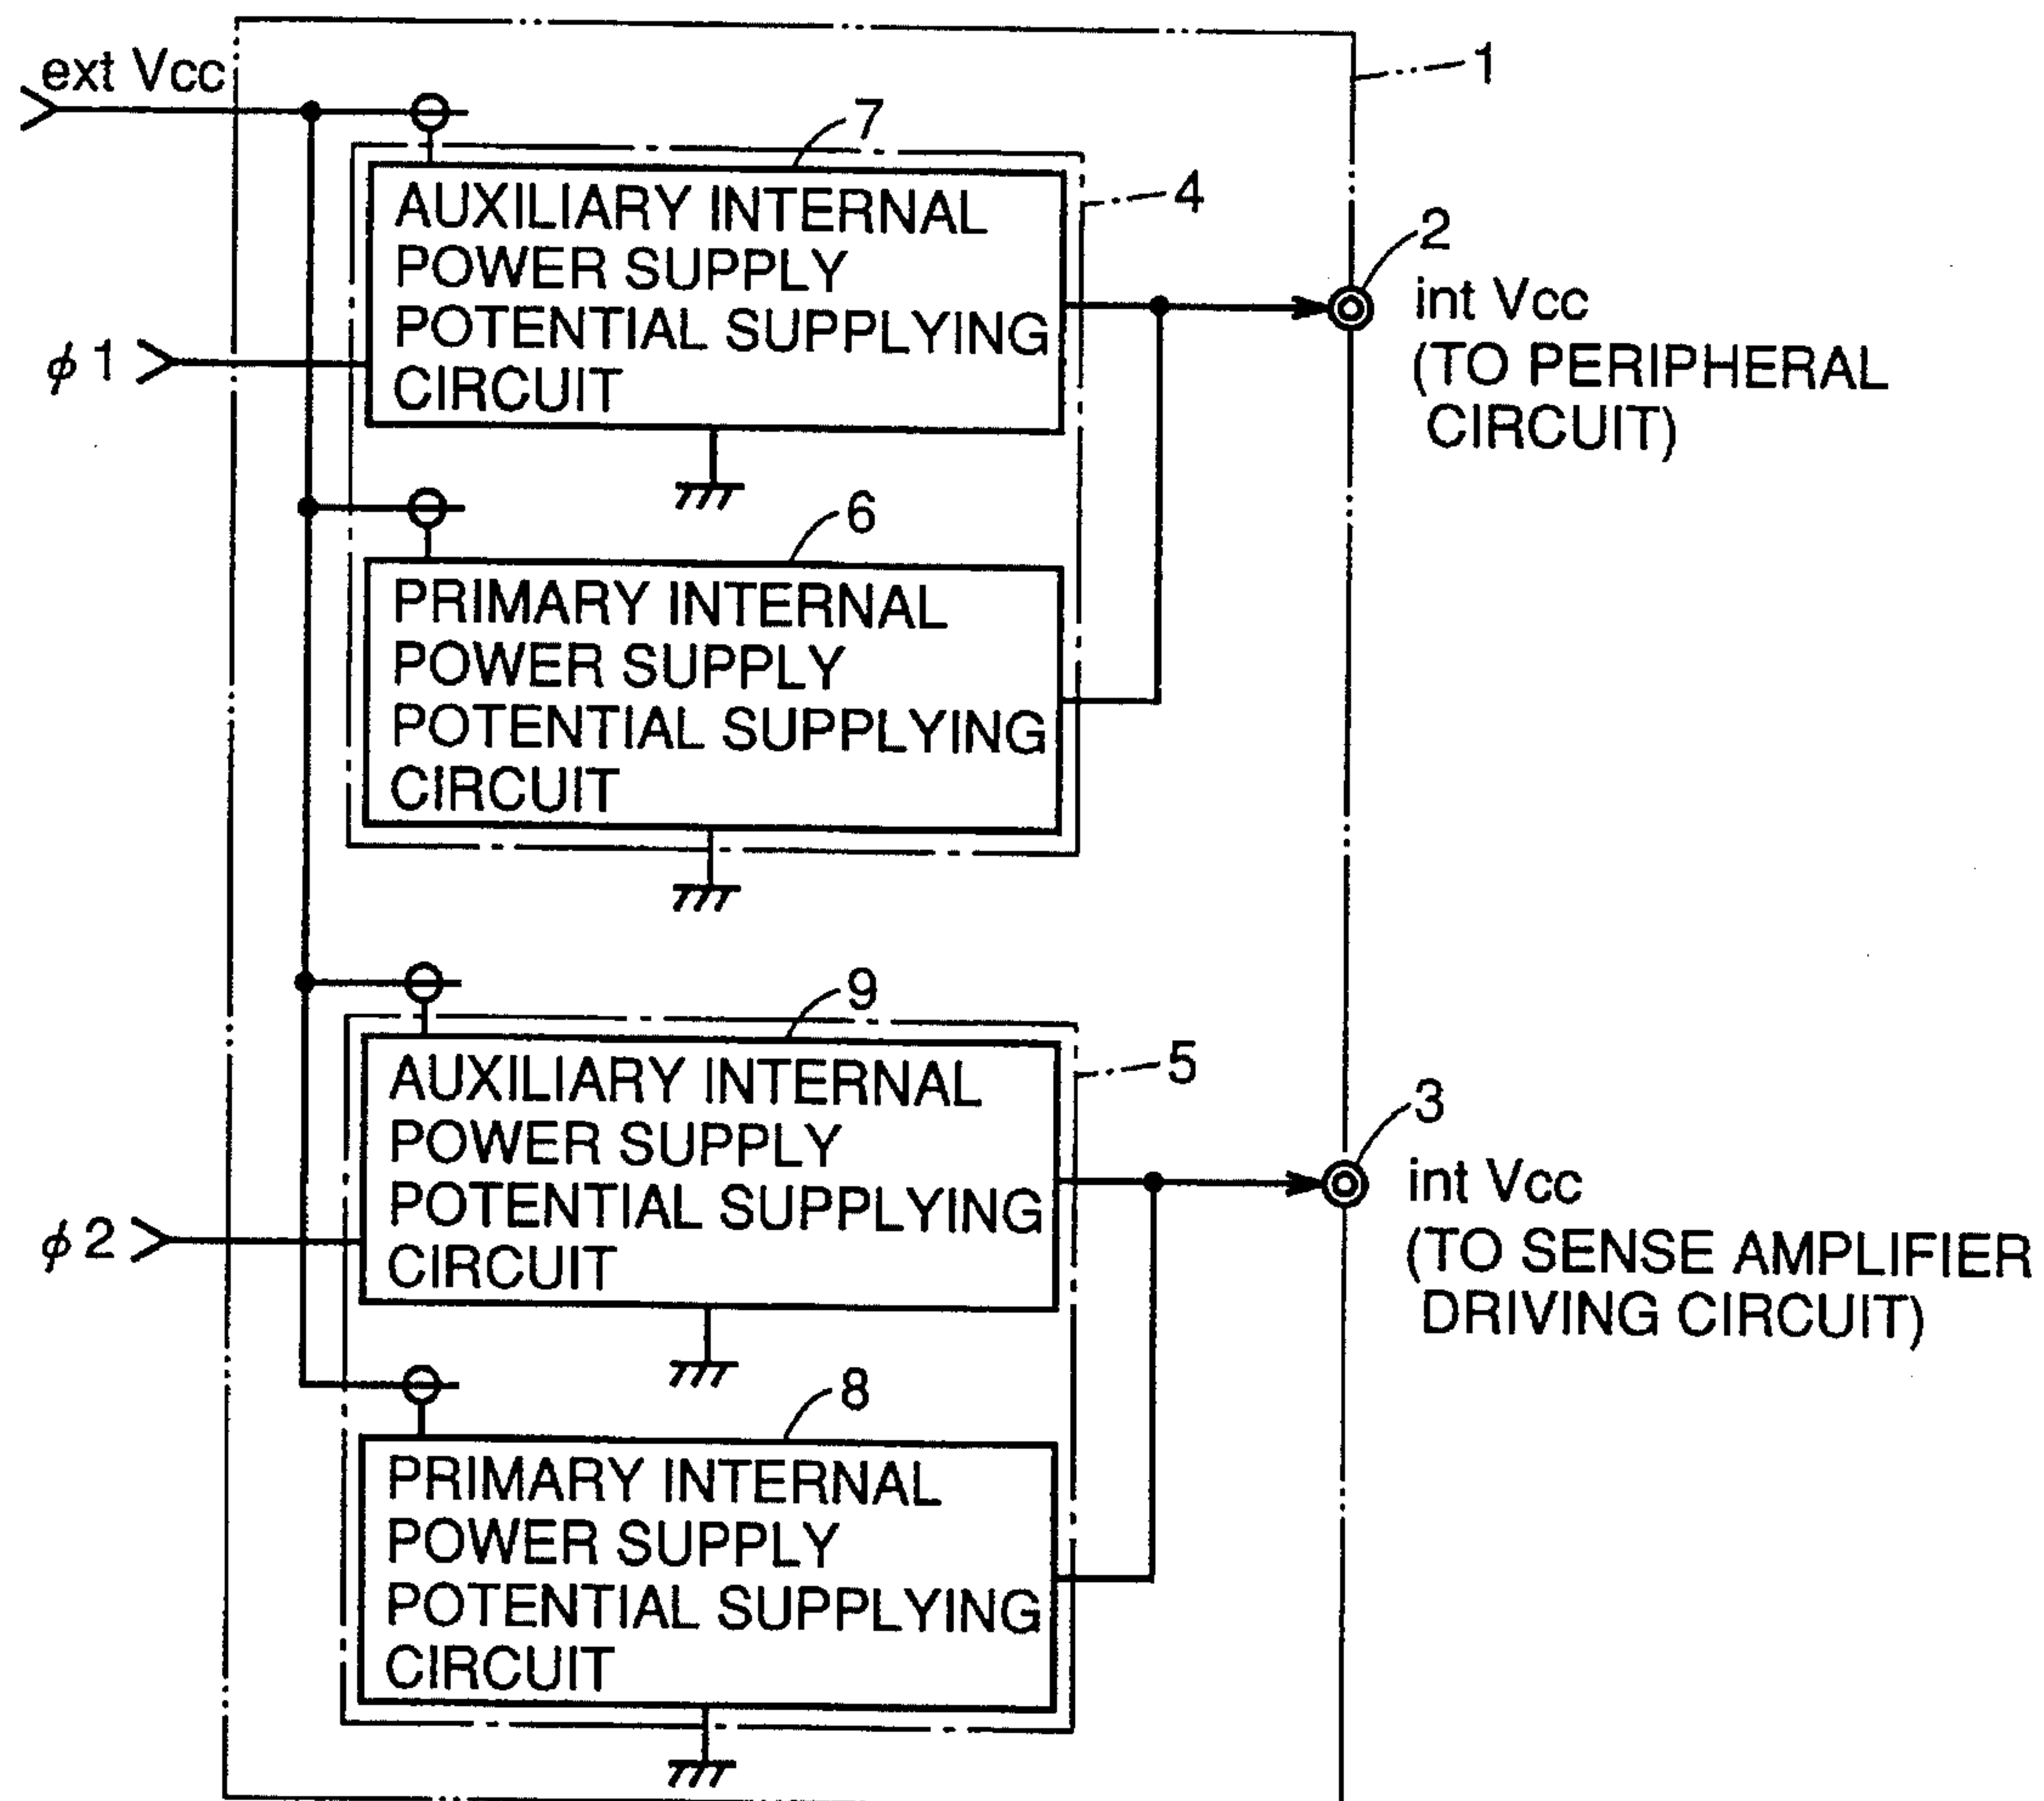 ext Vcc
1
7
AUXILIARY INTERNAL
POWER SUPPLY
POTENTIAL SUPPLYING
CIRCUIT
4
2
int Vcc
(TO PERIPHERAL
CIRCUIT)
ϕ1
6
PRIMARY INTERNAL
POWER SUPPLY
POTENTIAL SUPPLYING
CIRCUIT
9
AUXILIARY INTERNAL
POWER SUPPLY
POTENTIAL SUPPLYING
CIRCUIT
5
3
int Vcc
(TO SENSE AMPLIFIER
DRIVING CIRCUIT)
ϕ2
8
PRIMARY INTERNAL
POWER SUPPLY
POTENTIAL SUPPLYING
CIRCUIT